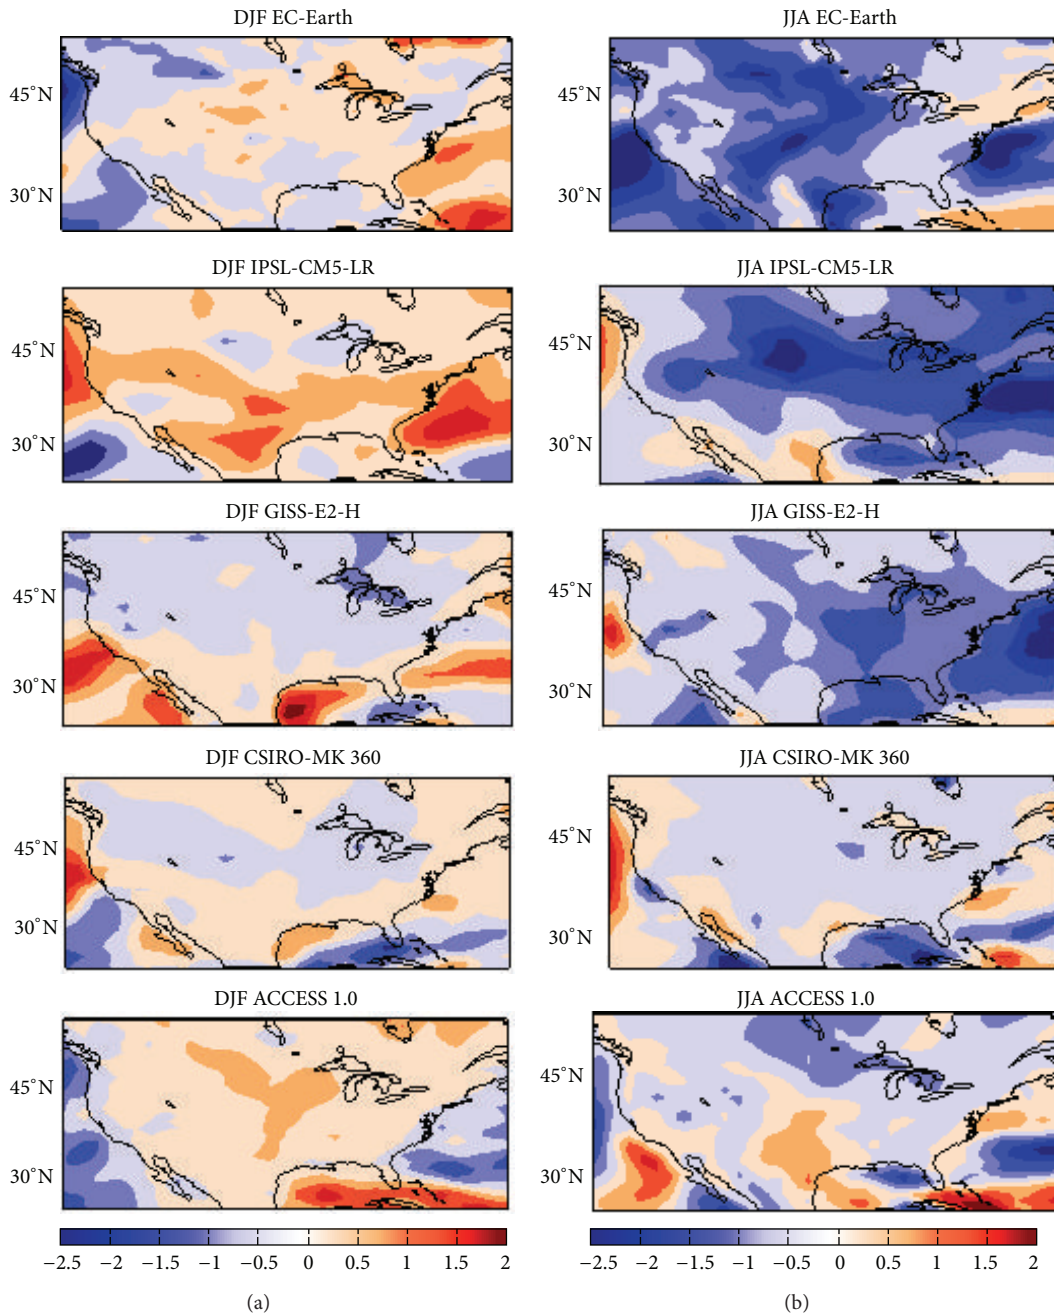 DJF EC-Earth
JJA EC-Earth
45°N
30°N
45°N
30°N
DJF IPSL-CM5-LR
JJA IPSL-CM5-LR
45°N
30°N
45°N
30°N
DJF GISS-E2-H
JJA GISS-E2-H
45°N
30°N
45°N
30°N
DJF CSIRO-MK 360
JJA CSIRO-MK 360
45°N
30°N
45°N
30°N
DJF ACCESS 1.0
JJA ACCESS 1.0
45°N
30°N
45°N
30°N
−2.5 −2 −1.5 −1 −0.5 0 0.5 1 1.5 2
−2.5 −2 −1.5 −1 −0.5 0 0.5 1 1.5 2
(a)
(b)